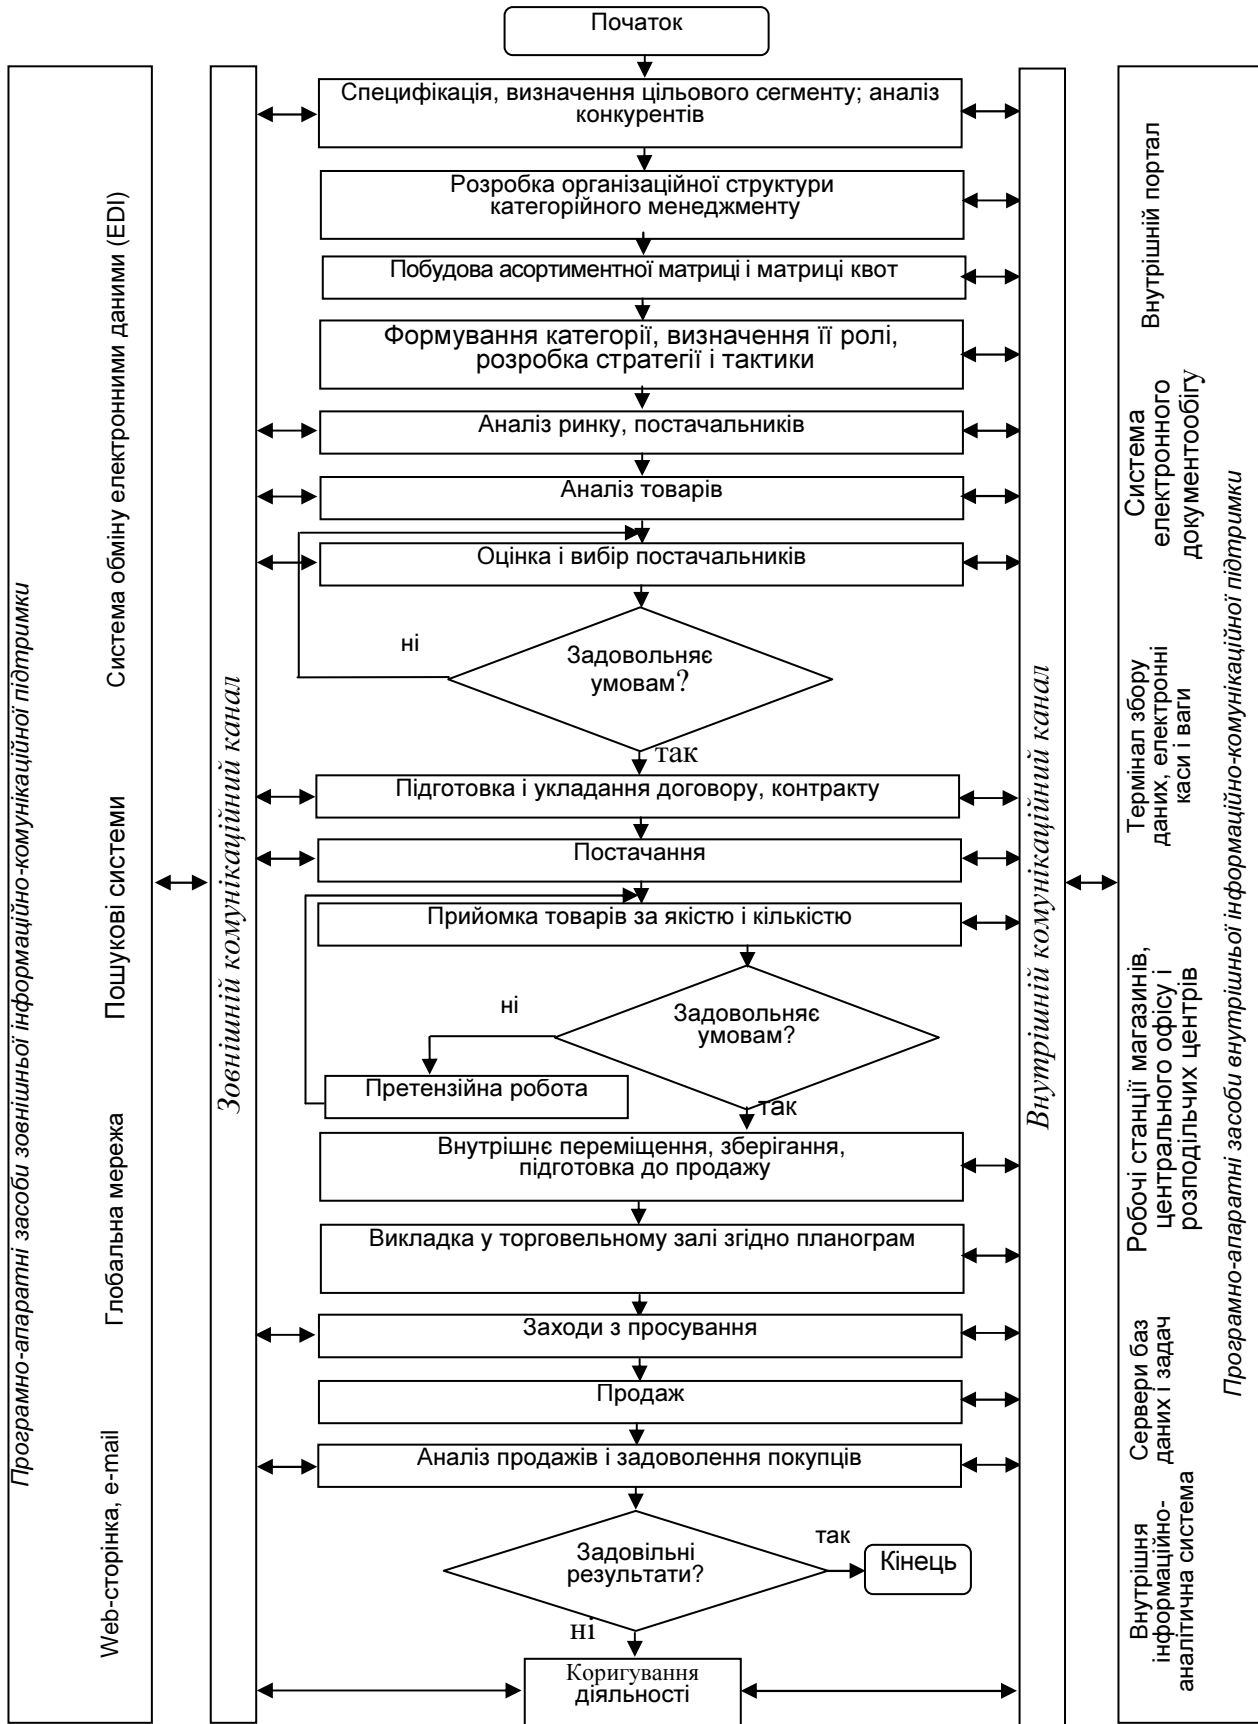 Початок
Специфікація, визначення цільового сегменту; аналіз
конкурентів
Розробка організаційної структури
категорійного менеджменту
Побудова асортиментної матриці і матриці квот
Формування категорії, визначення її ролі,
розробка стратегії і тактики
Аналіз ринку, постачальників
Аналіз товарів
Оцінка і вибір постачальників
ні
Задовольняє
умовам?
так
Підготовка і укладання договору, контракту
Постачання
Прийомка товарів за якістю і кількістю
ні
Задовольняє
умовам?
Претензійна робота
так
Внутрішнє переміщення, зберігання,
підготовка до продажу
Викладка у торговельному залі згідно планограм
Заходи з просування
Продаж
Аналіз продажів і задоволення покупців
Задовільні
результати?
так
Кінець
ні
Коригування
діяльності
Програмно-апаратні засоби зовнішньої інформаційно-комунікаційної підтримки
Система обміну електронними даними (EDI)
Пошукові системи
Глобальна мережа
Web-сторінка, e-mail
Зовнішній комунікаційний канал
Внутрішній комунікаційний канал
Внутрішній портал
Система
електронного
документообігу
Термінал збору
даних, електронні
каси і ваги
Робочі станції магазинів,
центрального офісу і
розподільчих центрів
Сервери баз
даних і задач
Внутрішня
інформаційно-
аналітична система
Програмно-апаратні засоби внутрішньої інформаційно-комунікаційної підтримки